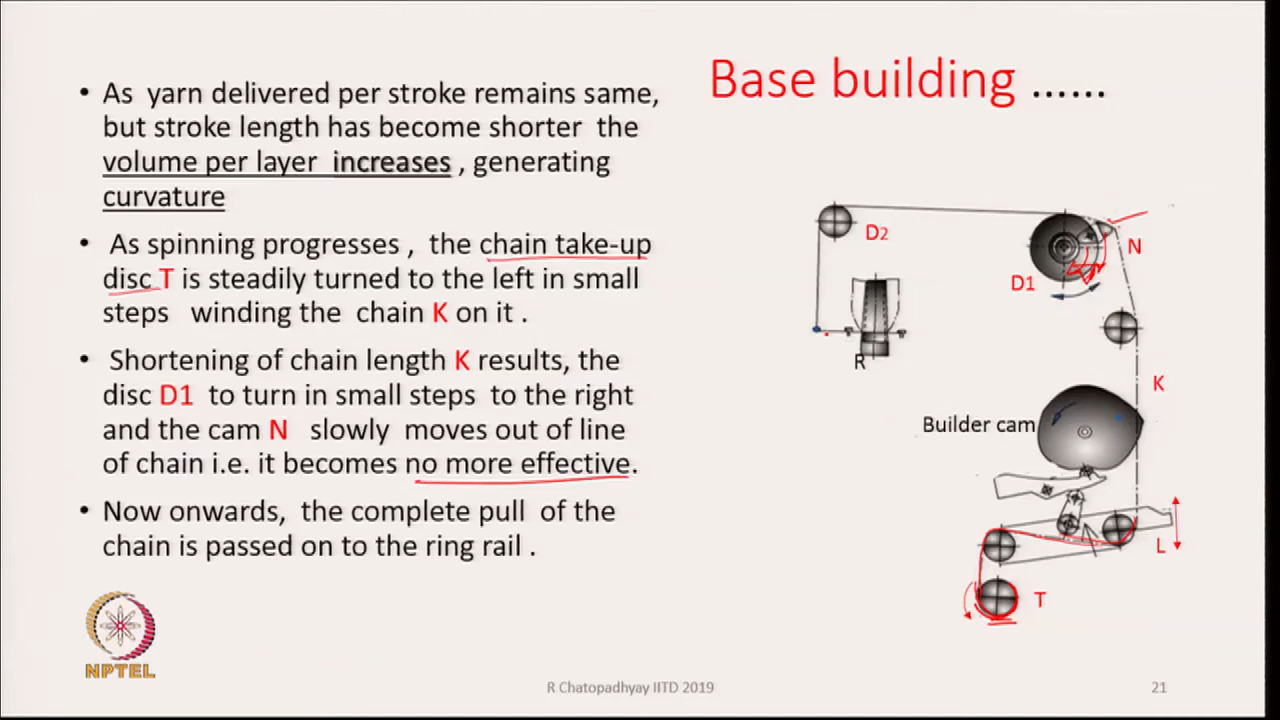 Base building ......
• As yarn delivered per stroke remains same,
but stroke length has become shorter the
volume per layer increases , generating
curvature
• As spinning progresses , the chain take-up
disc T is steadily turned to the left in small
steps winding the chain K on it .
• Shortening of chain length K results, the
disc D1 to turn in small steps to the right
and the cam N slowly moves out of line
of chain i.e. it becomes no more effective.
• Now onwards, the complete pull of the
chain is passed on to the ring rail .
D2
N
D1
R
K
Builder cam
L
T
NPTEL
R Chatopadhyay IITD 2019
21